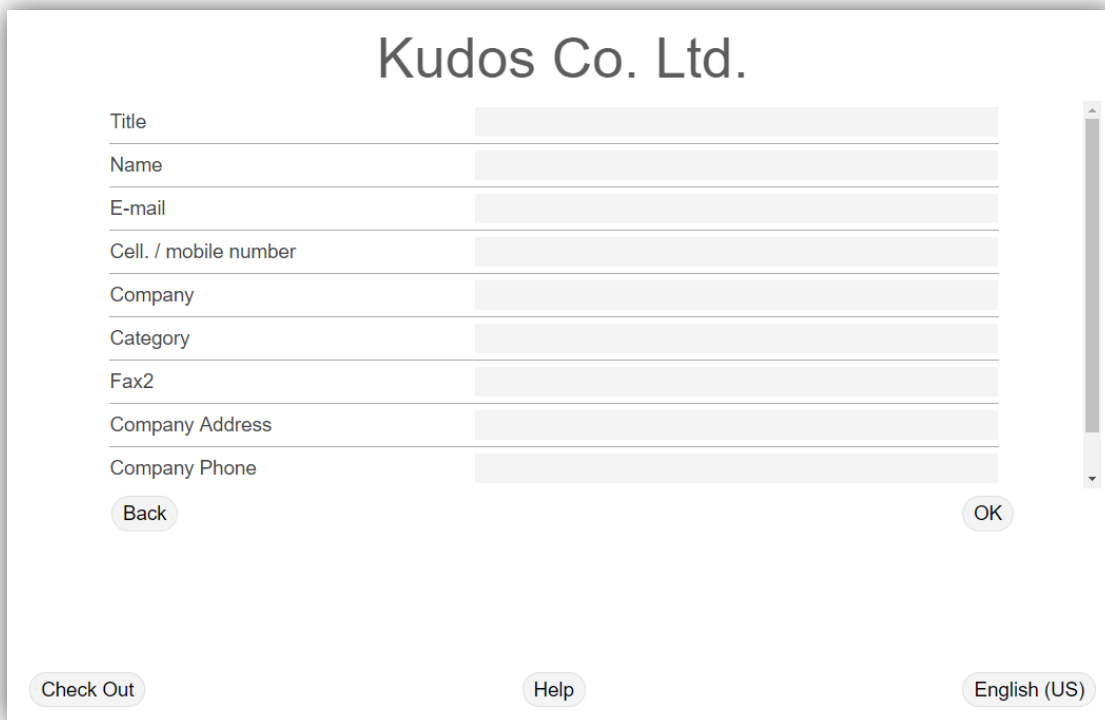 Kudos Co. Ltd.
Title
Name
E-mail
Cell. / mobile number
Company
Category
Fax2
Company Address
Company Phone
Back OK
Check Out Help English (US)